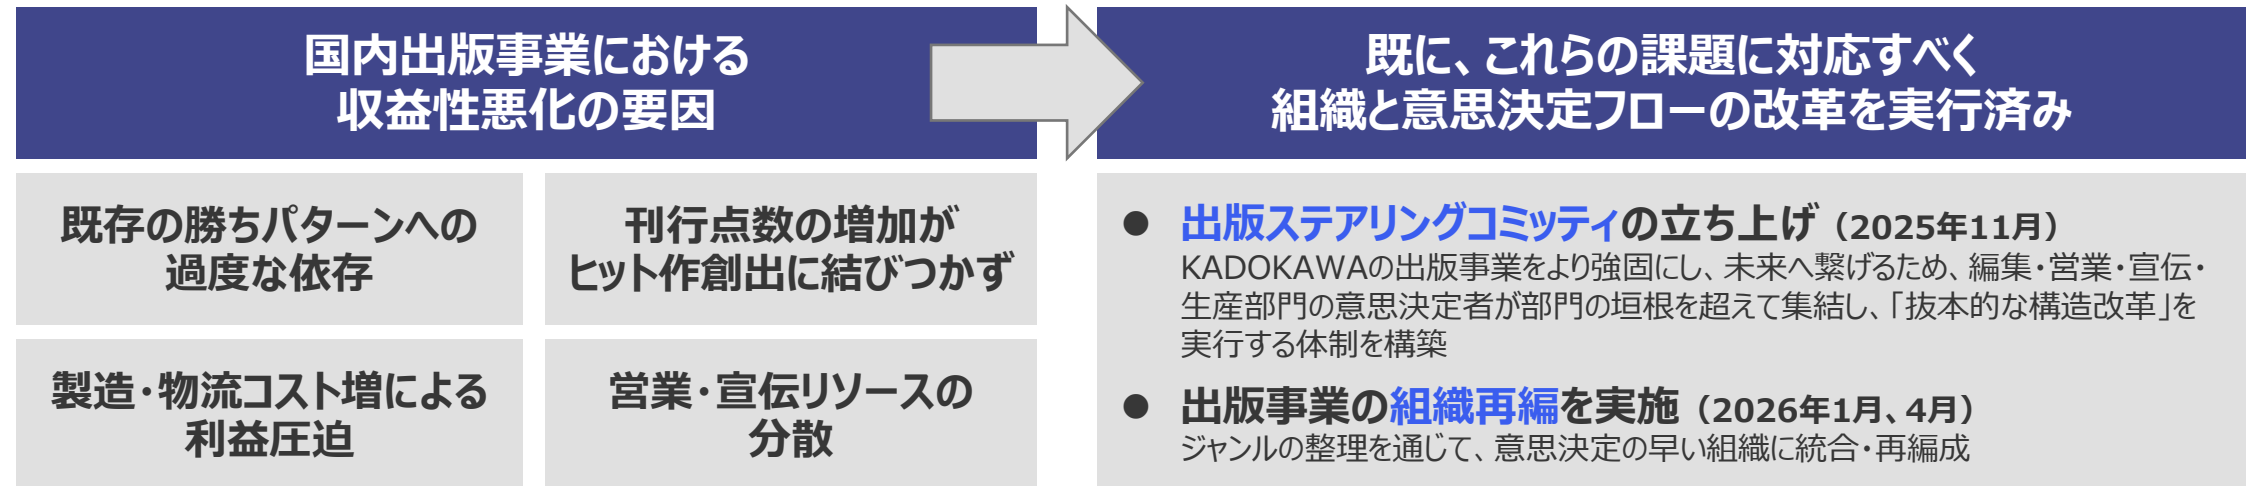 国内出版事業における
収益性悪化の要因
既存の勝ちパターンへの
過度な依存
刊行点数の増加が
ヒット作創出に結びつかず
製造・物流コスト増による
利益圧迫
営業・宣伝リソースの
分散
既に、これらの課題に対応すべく
組織と意思決定フローの改革を実行済み
● 出版ステアリングコミッティの立ち上げ（2025年11月）
KADOKAWAの出版事業をより強固にし、未来へ繋げるため、編集・営業・宣伝・
生産部門の意思決定者が部門の垣根を超えて集結し、「抜本的な構造改革」を
実行する体制を構築
● 出版事業の組織再編を実施（2026年1月、4月）
ジャンルの整理を通じて、意思決定の早い組織に統合・再編成